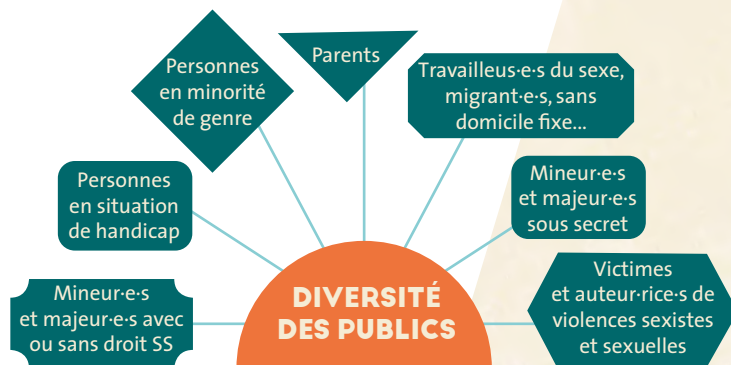 Personnes
en minorité
de genre
Parents
Travailleus·e·s du sexe,
migrant·e·s, sans
domicile fixe...
Personnes
en situation
de handicap
Mineur·e·s
et majeur·e·s
sous secret
Mineur·e·s
et majeur·e·s avec
ou sans droit SS
DIVERSITÉ
DES PUBLICS
Victimes
et auteur·rice·s de
violences sexistes
et sexuelles